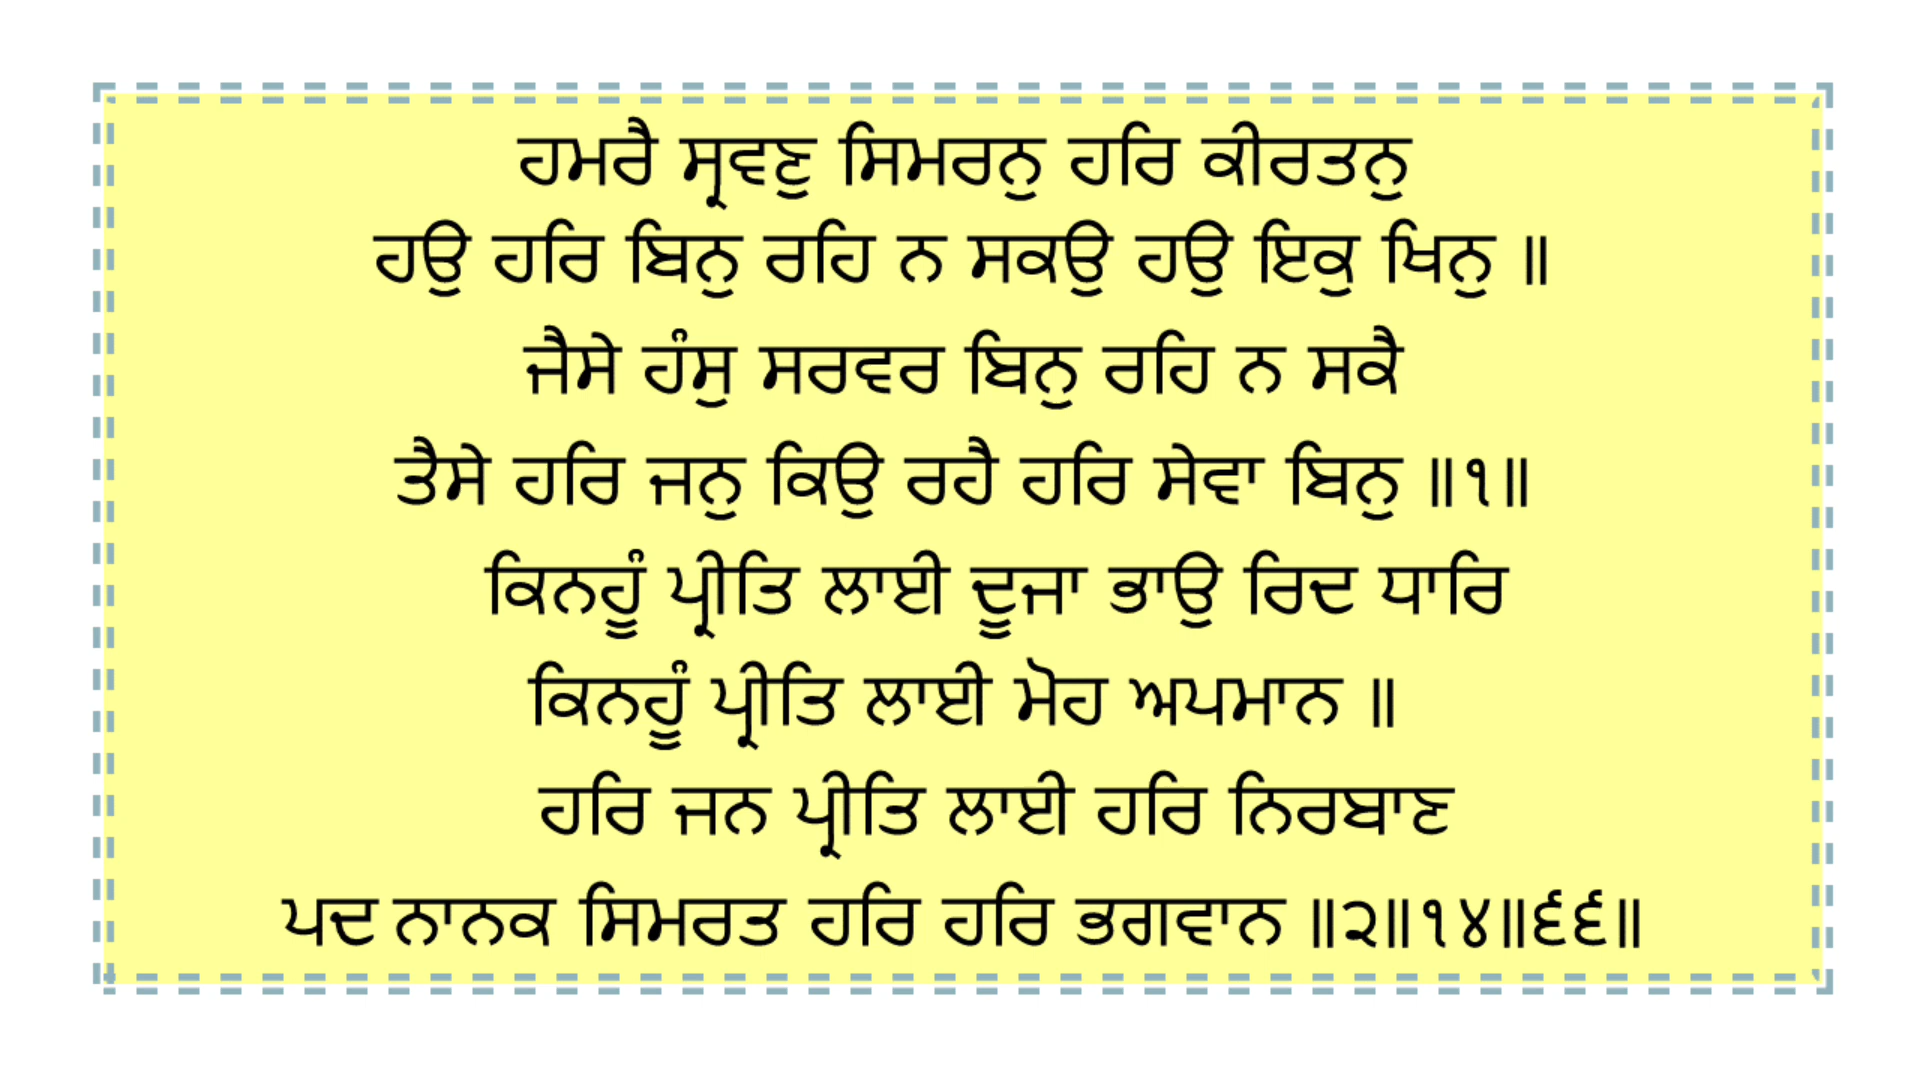 ਹਮਰੈ ਸ੍ਰਵਣੁ ਸਿਮਰਨੁ ਹਰਿ ਕੀਰਤਨੁ
ਹਉ ਹਰਿ ਬਿਨੁ ਰਹਿ ਨ ਸਕਉ ਹਉ ਇਕੁ ਖਿਨੁ ॥
ਜੈਸੇ ਹੰਸੁ ਸਰਵਰ ਬਿਨੁ ਰਹਿ ਨ ਸਕੈ
ਤੈਸੇ ਹਰਿ ਜਨੁ ਕਿਉ ਰਹੈ ਹਰਿ ਸੇਵਾ ਬਿਨੁ ॥੧॥
ਕਿਨਹੂੰ ਪ੍ਰੀਤਿ ਲਾਈ ਦੂਜਾ ਭਾਉ ਰਿਦ ਧਾਰਿ
ਕਿਨਹੂੰ ਪ੍ਰੀਤਿ ਲਾਈ ਮੋਹ ਅਪਮਾਨ ॥
ਹਰਿ ਜਨ ਪ੍ਰੀਤਿ ਲਾਈ ਹਰਿ ਨਿਰਬਾਣ
ਪਦ ਨਾਨਕ ਸਿਮਰਤ ਹਰਿ ਹਰਿ ਭਗਵਾਨ ॥੨॥੧੪॥੬੬॥